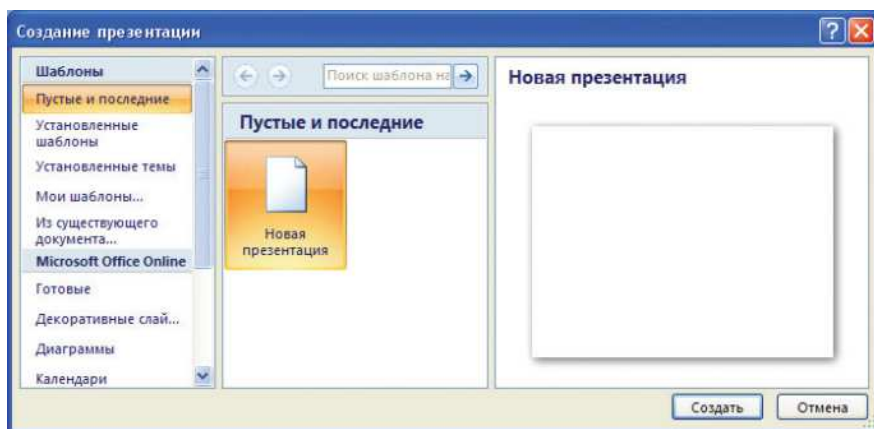 Создание презентации
Шаблоны
Пустые и последние
Установленные
шаблоны
Установленные темы
Мои шаблоны...
Из существующего
документа...
Microsoft Office Online
Готовые
Декоративные слай...
Диаграммы
Календари
Поиск шаблона на
Пустые и последние
Новая
презентация
Новая презентация
Создать
Отмена